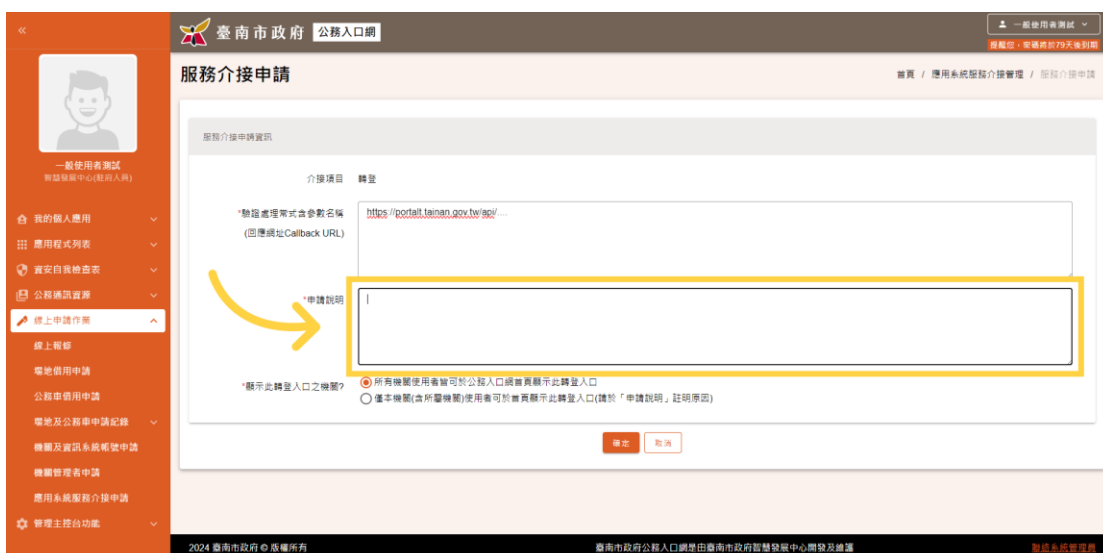 «
臺南市政府 公務入口網
一般使用者測試
提醒您，密碼將於79天後到期
一般使用者測試
智慧發展中心(駐府人員)
我的個人應用
應用程式列表
資安自我檢查表
公務通訊資源
線上申請作業
線上報修
場地借用申請
公務車借用申請
場地及公務車申請紀錄
機關及資訊系統帳號申請
機關管理者申請
應用系統服務介接申請
管理主控台功能
服務介接申請
首頁 / 應用系統服務介接管理 / 服務介接申請
服務介接申請資訊
介接項目 轉登
*驗證處理常式含參數名稱
(回應網址Callback URL)
https://portalt.tainan.gov.tw/api/....
*申請說明
*顯示此轉登入口之機關?
所有機關使用者皆可於公務入口網首頁顯示此轉登入口
僅本機關(含所屬機關)使用者可於首頁顯示此轉登入口(請於「申請說明」註明原因)
確定 取消
2024 臺南市政府 © 版權所有
臺南市政府公務入口網是由臺南市政府智慧發展中心開發及維護
聯絡系統管理員